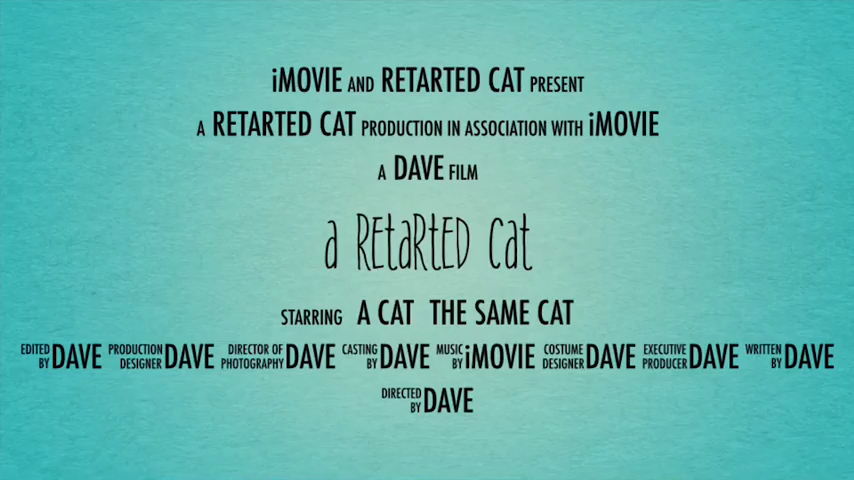 iMOVIE AND RETARTED CAT PRESENT
A RETARTED CAT PRODUCTION IN ASSOCIATION WITH iMOVIE
A DAVE FILM
a REtaRtED cat
STARRING A CAT THE SAME CAT
EDITED BY DAVE PRODUCTION DESIGNER DAVE DIRECTOR OF PHOTOGRAPHY DAVE CASTING BY DAVE MUSIC BY iMOVIE COSTUME DESIGNER DAVE EXECUTIVE PRODUCER DAVE WRITTEN BY DAVE
DIRECTED BY DAVE